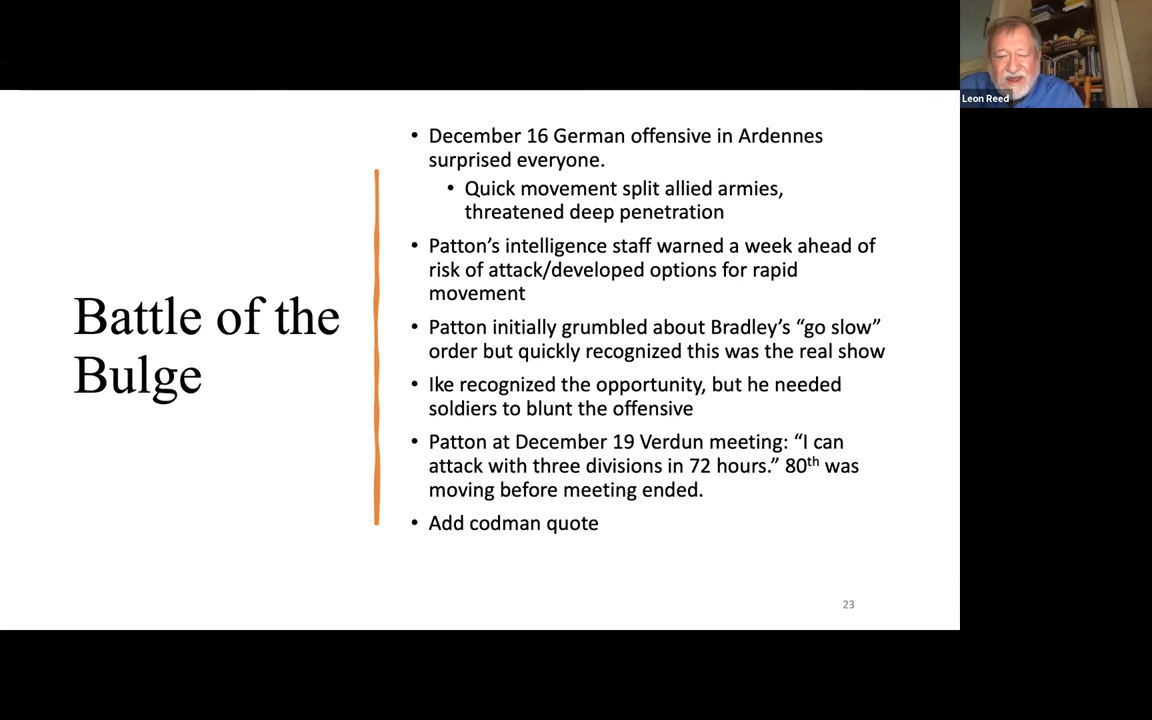 Battle of the
Bulge
• December 16 German offensive in Ardennes
surprised everyone.
• Quick movement split allied armies,
threatened deep penetration
• Patton’s intelligence staff warned a week ahead of
risk of attack/developed options for rapid
movement
• Patton initially grumbled about Bradley’s “go slow”
order but quickly recognized this was the real show
• Ike recognized the opportunity, but he needed
soldiers to blunt the offensive
• Patton at December 19 Verdun meeting: “I can
attack with three divisions in 72 hours.” 80th was
moving before meeting ended.
• Add codman quote
23
Leon Reed